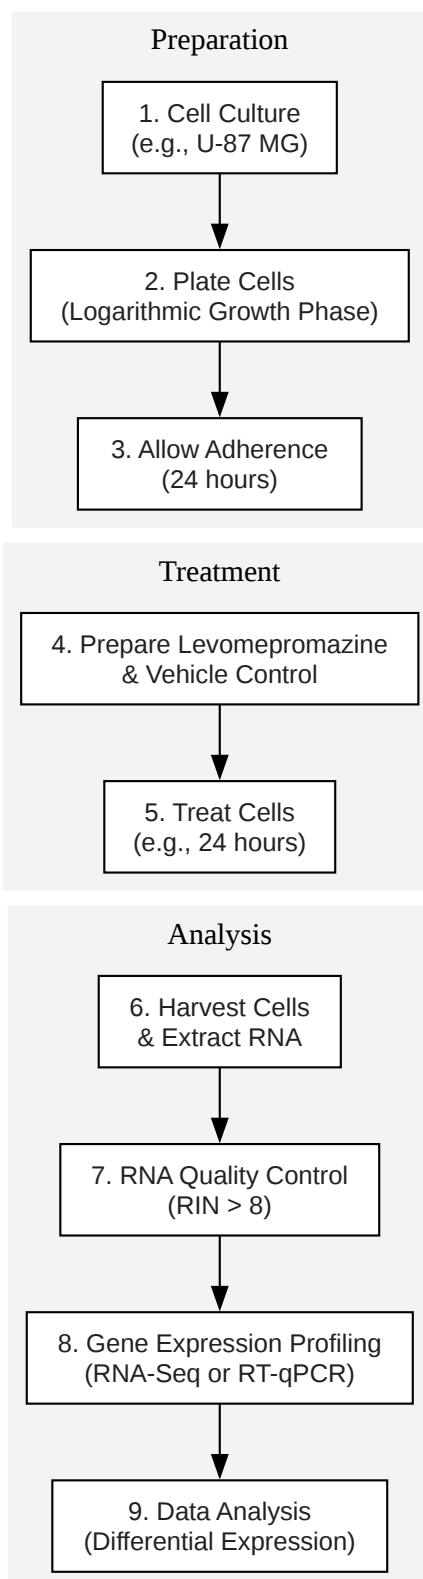 Preparation
1. Cell Culture
(e.g., U-87 MG)
2. Plate Cells
(Logarithmic Growth Phase)
3. Allow Adherence
(24 hours)
Treatment
4. Prepare Levomepromazine
& Vehicle Control
5. Treat Cells
(e.g., 24 hours)
Analysis
6. Harvest Cells
& Extract RNA
7. RNA Quality Control
(RIN > 8)
8. Gene Expression Profiling
(RNA-Seq or RT-qPCR)
9. Data Analysis
(Differential Expression)